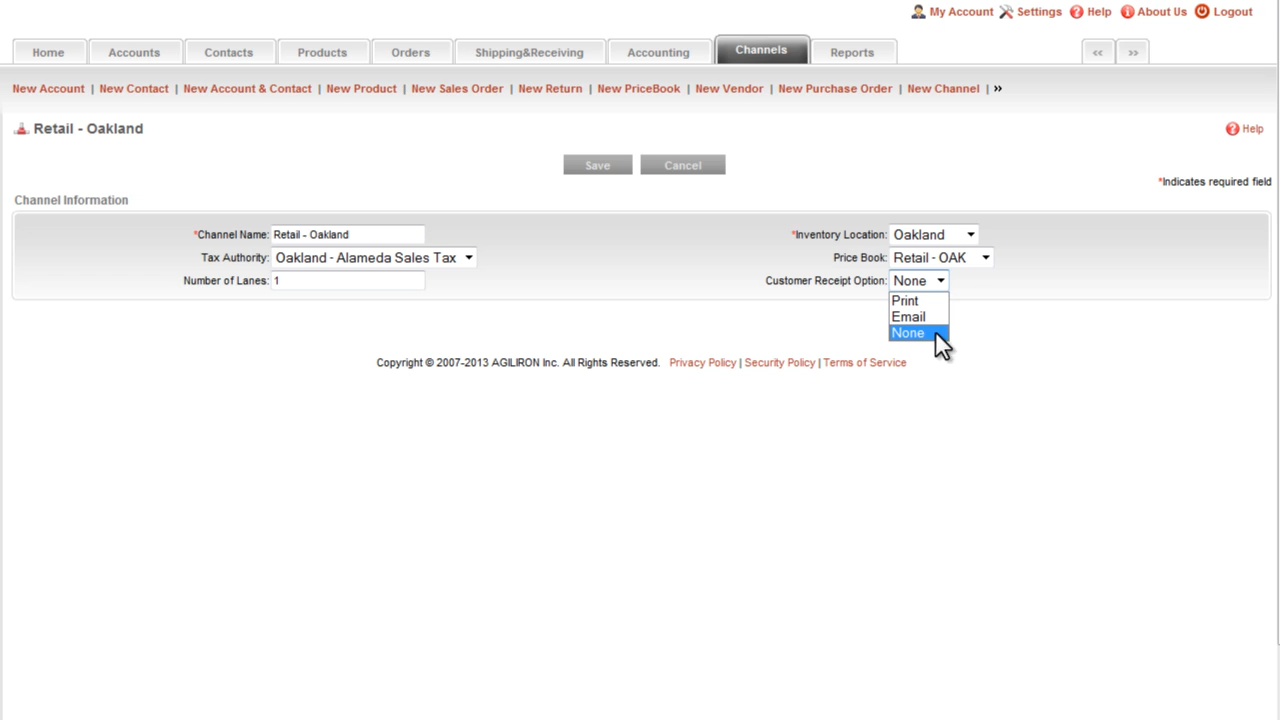 My Account Settings Help About Us Logout
Home Accounts Contacts Products Orders Shipping&Receiving Accounting Channels Reports << >>
New Account | New Contact | New Account & Contact | New Product | New Sales Order | New Return | New PriceBook | New Vendor | New Purchase Order | New Channel | »
Retail - Oakland Help
Save Cancel
*Indicates required field
Channel Information
*Channel Name: Retail - Oakland *Inventory Location: Oakland
Tax Authority: Oakland - Alameda Sales Tax Price Book: Retail - OAK
Number of Lanes: 1 Customer Receipt Option: None
Print
Email
None
Copyright © 2007-2013 AGILIRON Inc. All Rights Reserved. Privacy Policy | Security Policy | Terms of Service